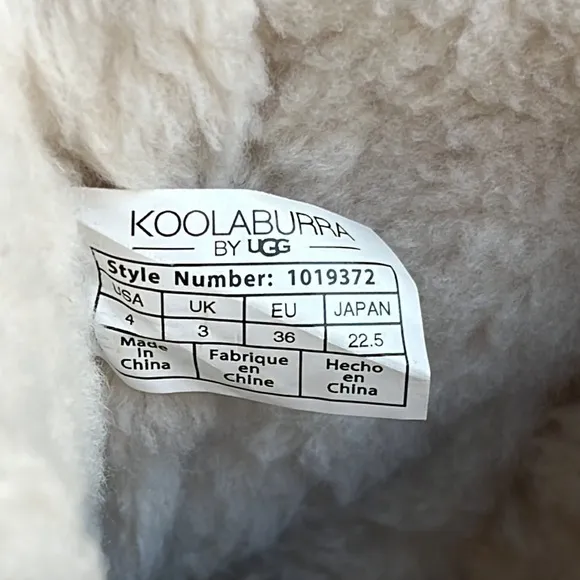 KOOLABURRA
BY UGG
Style Number: 1019372
USA UK EU JAPAN
4 3 36 22.5
Made in China Fabrique en Chine Hecho en China